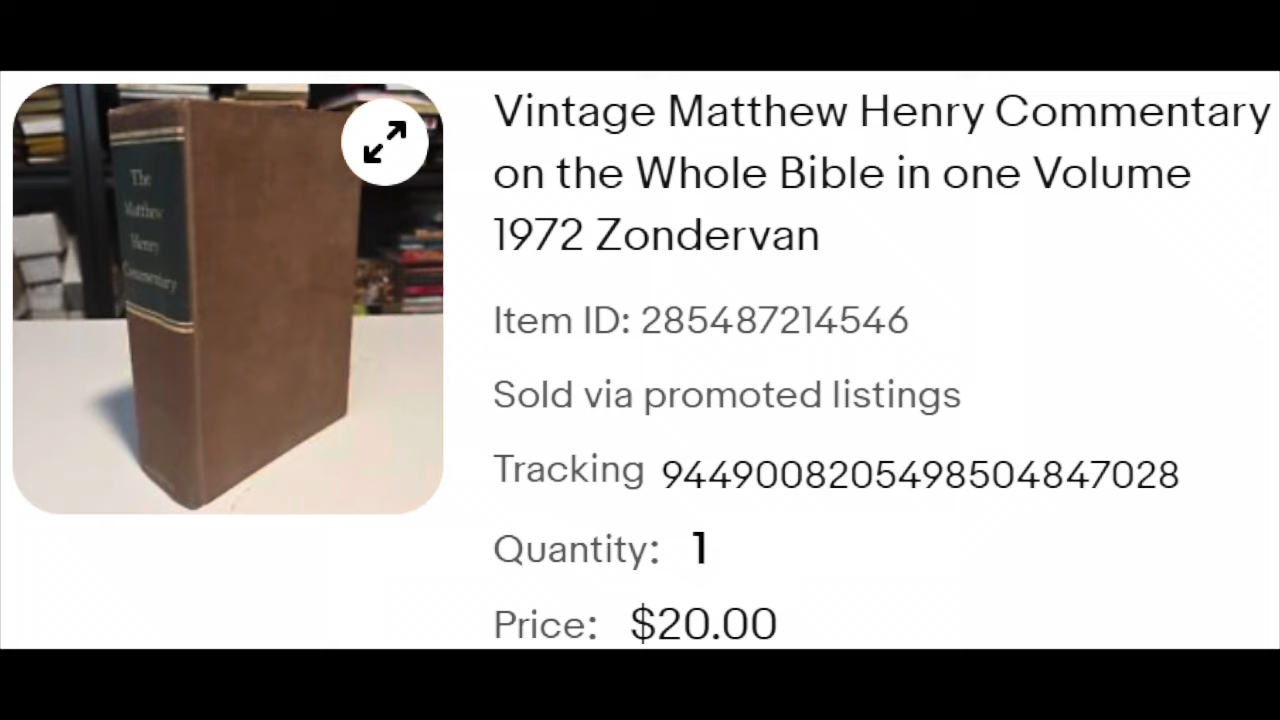 The
Matthew
Henry
Commentary
Vintage Matthew Henry Commentary
on the Whole Bible in one Volume
1972 Zondervan
Item ID: 285487214546
Sold via promoted listings
Tracking 9449008205498504847028
Quantity: 1
Price: $20.00